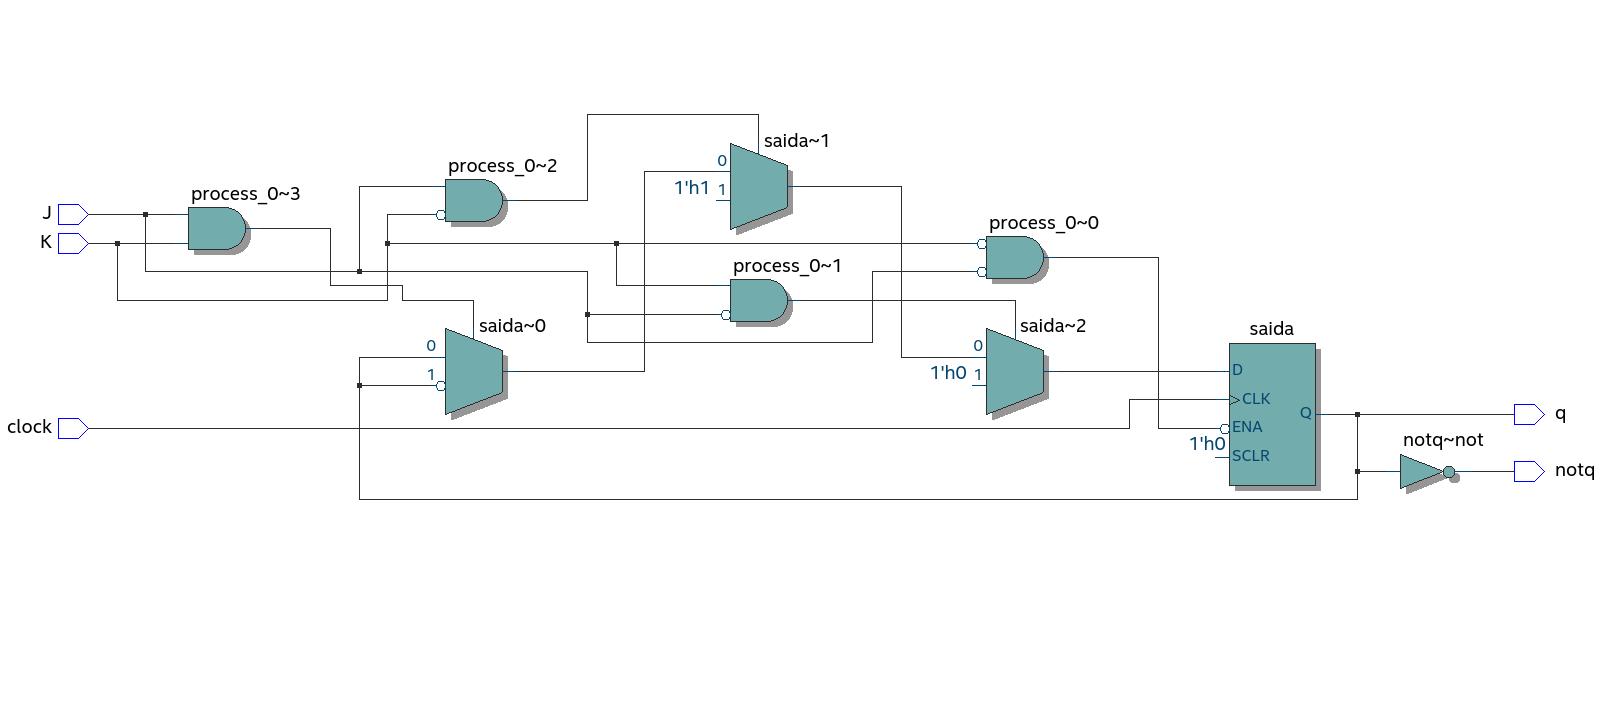 J
K
clock
process_0~3
process_0~2
saida~0
0
1
saida~1
0
1'h1 1
process_0~1
process_0~0
saida~2
0
1'h0 1
saida
D
CLK
ENA
1'h0
SCLR
Q
notq~not
q
notq